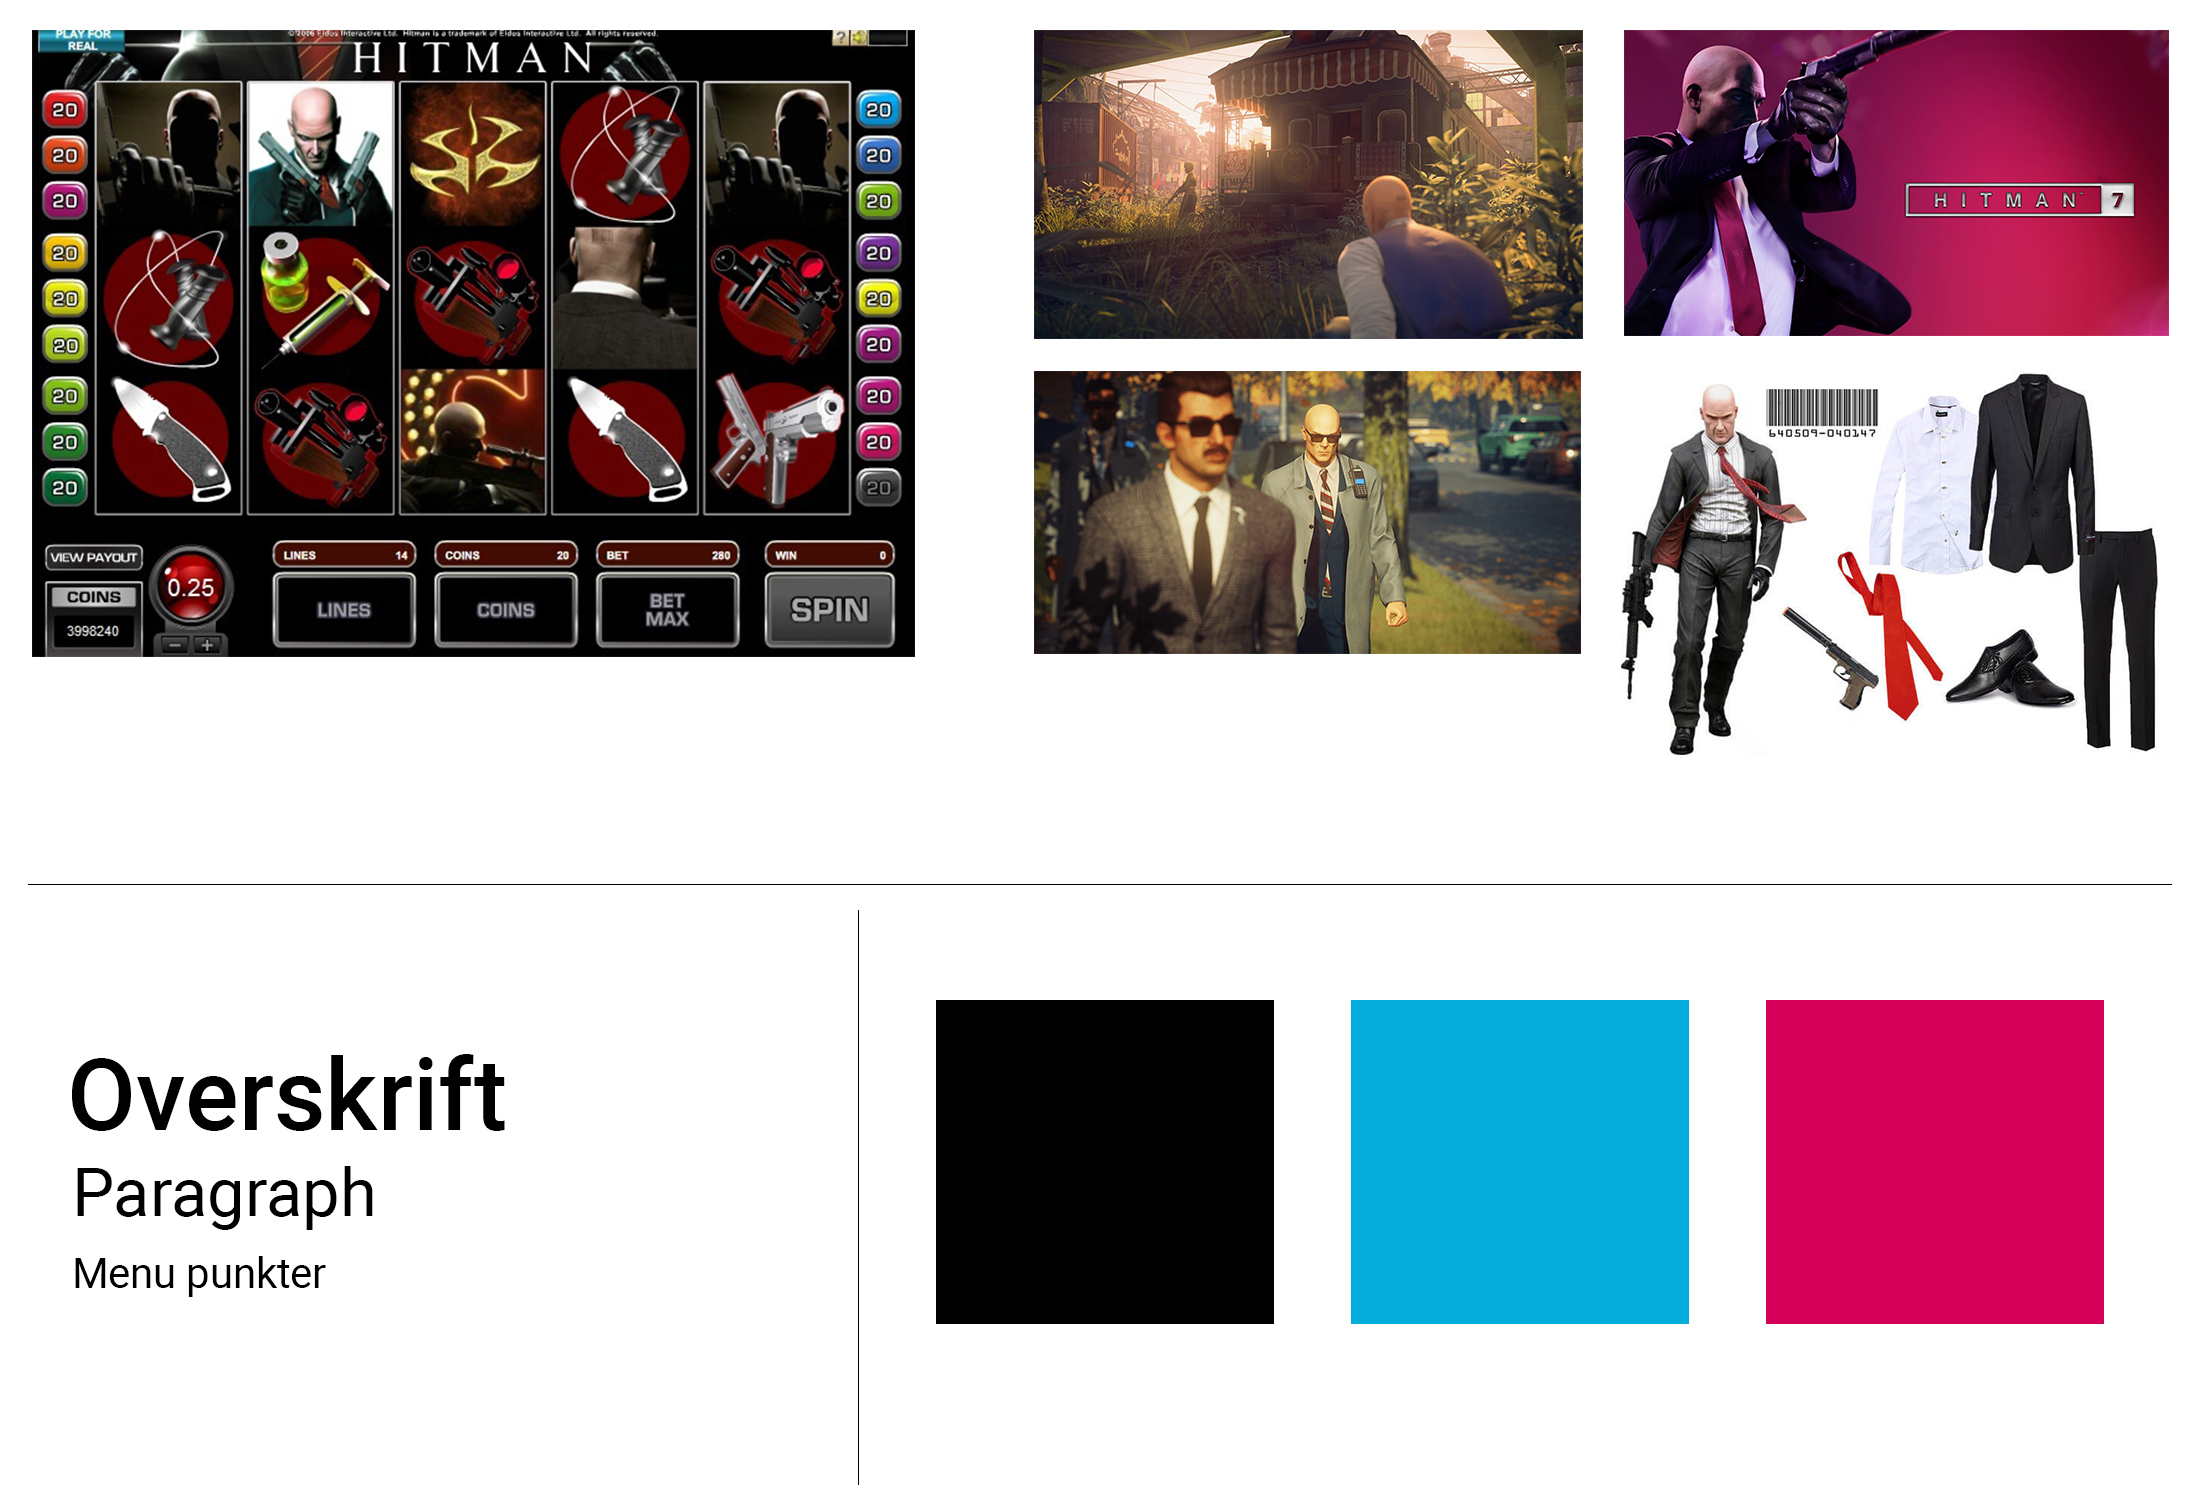 PLAY FOR
REAL
©2006 Eidos Interactive Ltd. Hitman is a trademark of Eidos Interactive Ltd. All rights reserved.
?
HITMAN
20 20
20 20
20 20
20 20
20 20
20 20
20 20
20 20
20 20
VIEW PAYOUT
LINES 14
COINS 20
BET 280
WIN 0
COINS
3998240
0.25
− +
LINES
COINS
BET
MAX
SPIN
HITMAN 7
640509-040147
Overskrift
Paragraph
Menu punkter